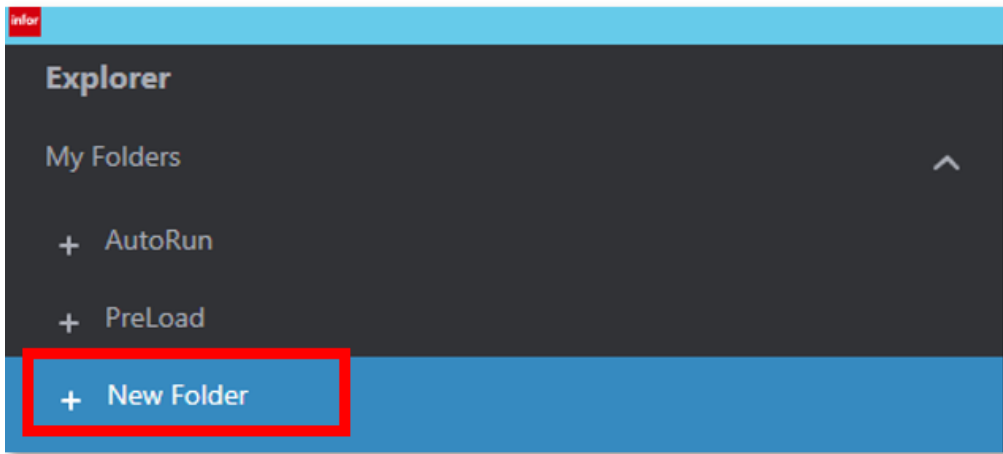 infor
Explorer
My Folders
+ AutoRun
+ PreLoad
+ New Folder